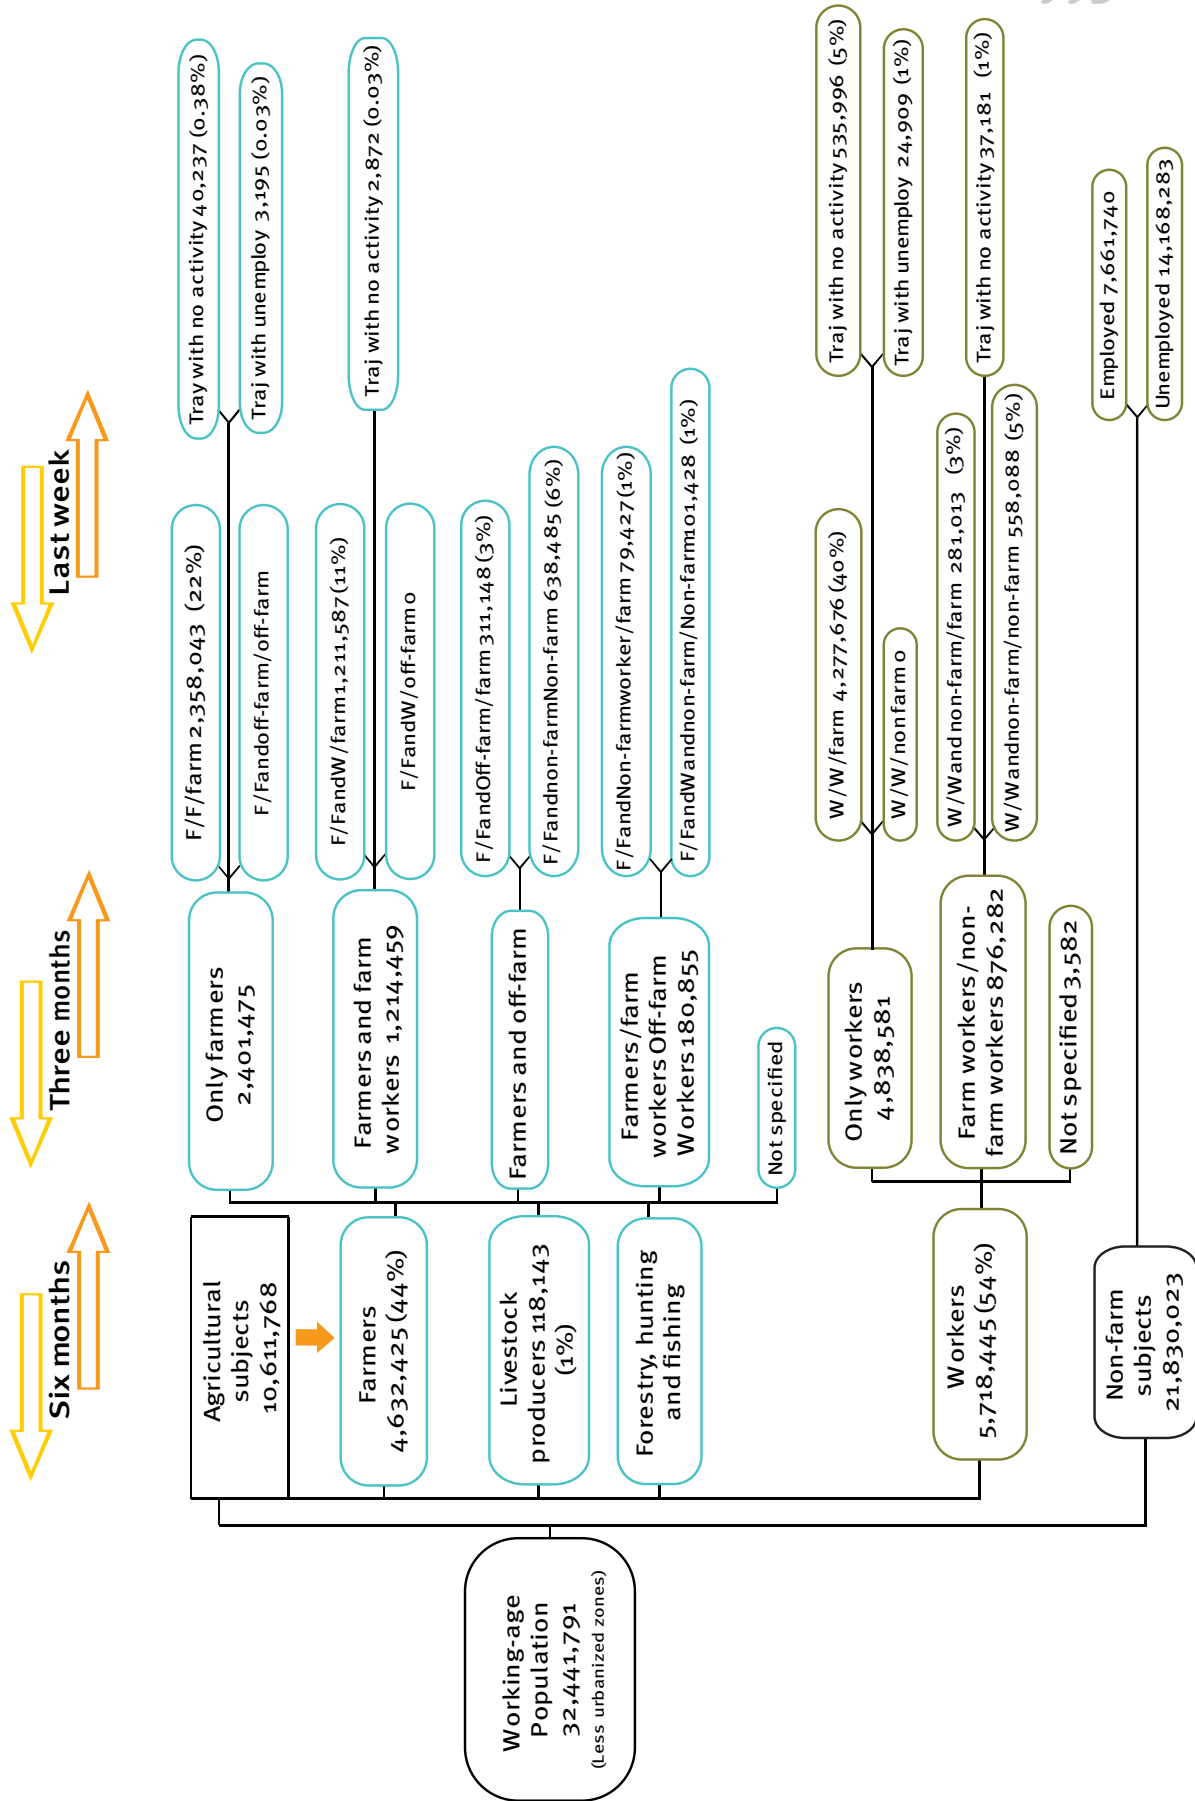 Six months
Three months
Last week
Working-age
Population
32,441,791
(Less urbanized zones)
Agricultural
subjects
10,611,768
Farmers
4,632,425 (44%)
Livestock
producers 118,143
(1%)
Forestry, hunting
and fishing
Workers
5,718,445 (54%)
Non-farm
subjects
21,830,023
Only farmers
2,401,475
Farmers and farm
workers 1,214,459
Farmers and off-farm
Farmers/farm
workers Off-farm
Workers 180,855
Not specified
Only workers
4,838,581
Farm workers/non-
farm workers 876,282
Not specified 3,582
F/F/farm 2,358,043 (22%)
F/Fandoff-farm/off-farm
F/FandW/farm1,211,587 (11%)
F/FandW/off-farm0
F/FandOff-farm/farm 311,148 (3%)
F/Fandnon-farmNon-farm 638,485 (6%)
F/FandNon-farmworker/farm 79,427 (1%)
F/FandWandnon-farm/Non-farm101,428 (1%)
W/W/farm 4,277,676 (40%)
W/W/nonfarm 0
W/Wandnon-farm/farm 281,013 (3%)
W/Wandnon-farm/non-farm 558,088 (5%)
Tray with no activity 40,237 (0.38%)
Traj with unemploy 3,195 (0.03%)
Traj with no activity 2,872 (0.03%)
Traj with no activity 535,996 (5%)
Traj with unemploy 24,909 (1%)
Traj with no activity 37,181 (1%)
Employed 7,661,740
Unemployed 14,168,283